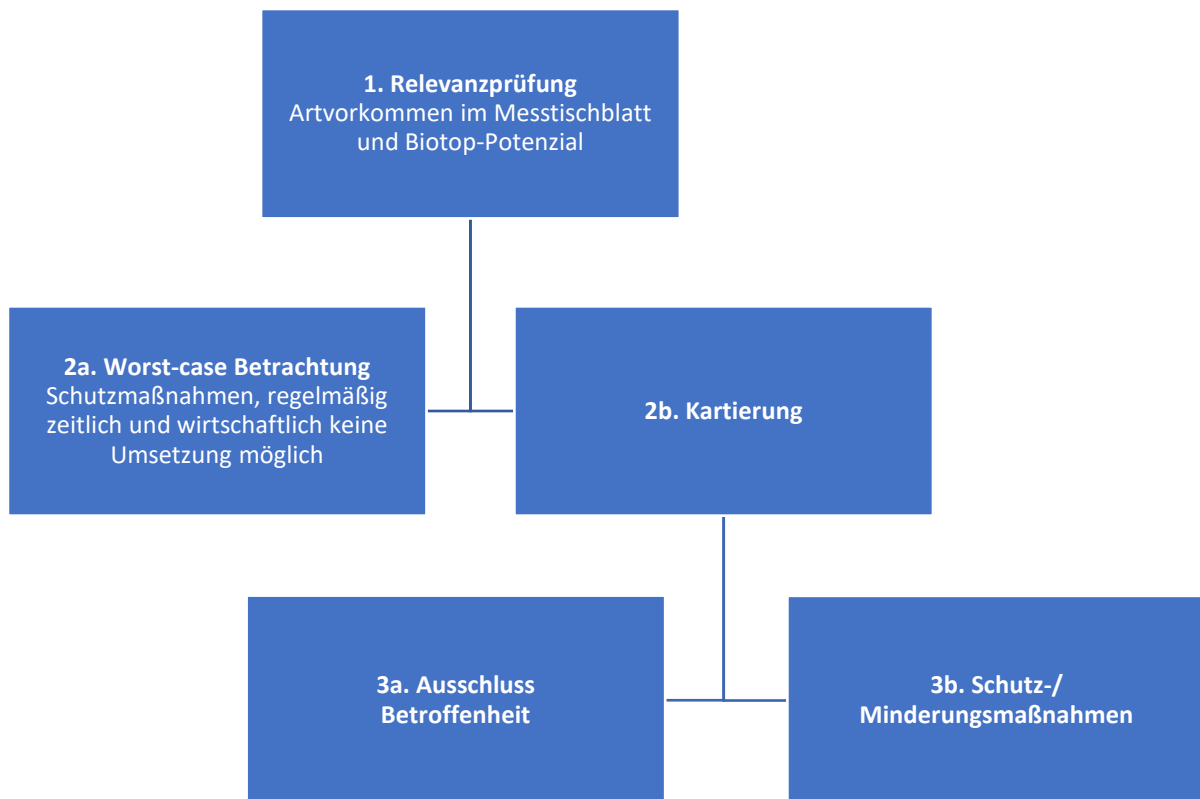 1. Relevanzprüfung
Artvorkommen im Messtischblatt
und Biotop-Potenzial
2a. Worst-case Betrachtung
Schutzmaßnahmen, regelmäßig
zeitlich und wirtschaftlich keine
Umsetzung möglich
2b. Kartierung
3a. Ausschluss
Betroffenheit
3b. Schutz-/
Minderungsmaßnahmen